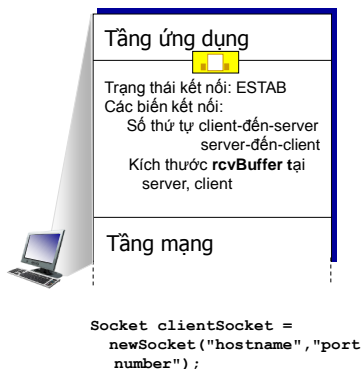 Tầng ứng dụng
Trạng thái kết nối: ESTAB
Các biến kết nối:
Số thứ tự client-đến-server
server-đến-client
Kích thước rcvBuffer tại
server, client
Tầng mạng
Socket clientSocket =
newSocket("hostname","port
number");